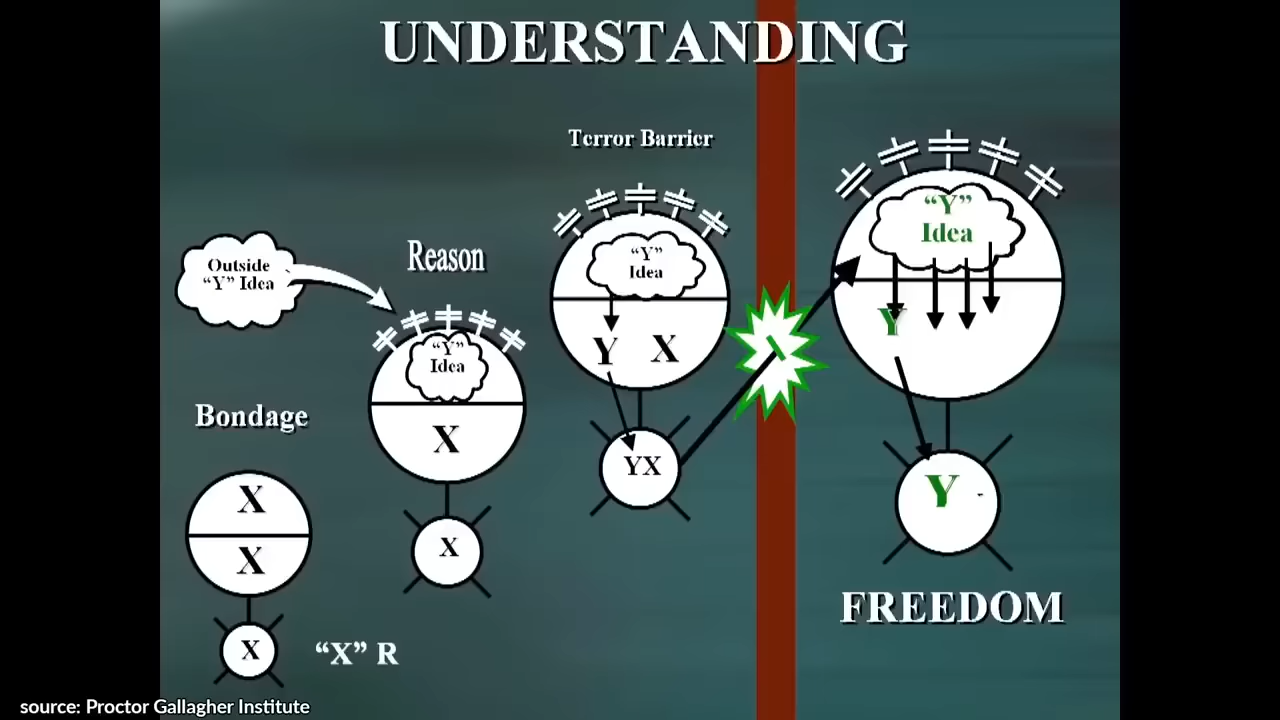 UNDERSTANDING
Terror Barrier
"Y"
Idea
Reason
Outside
"Y" Idea
"Y"
Idea
"Y"
Idea
Y
Y X
Bondage
X
YX
X
Y
X
X
FREEDOM
X
"X" R
source: Proctor Gallagher Institute